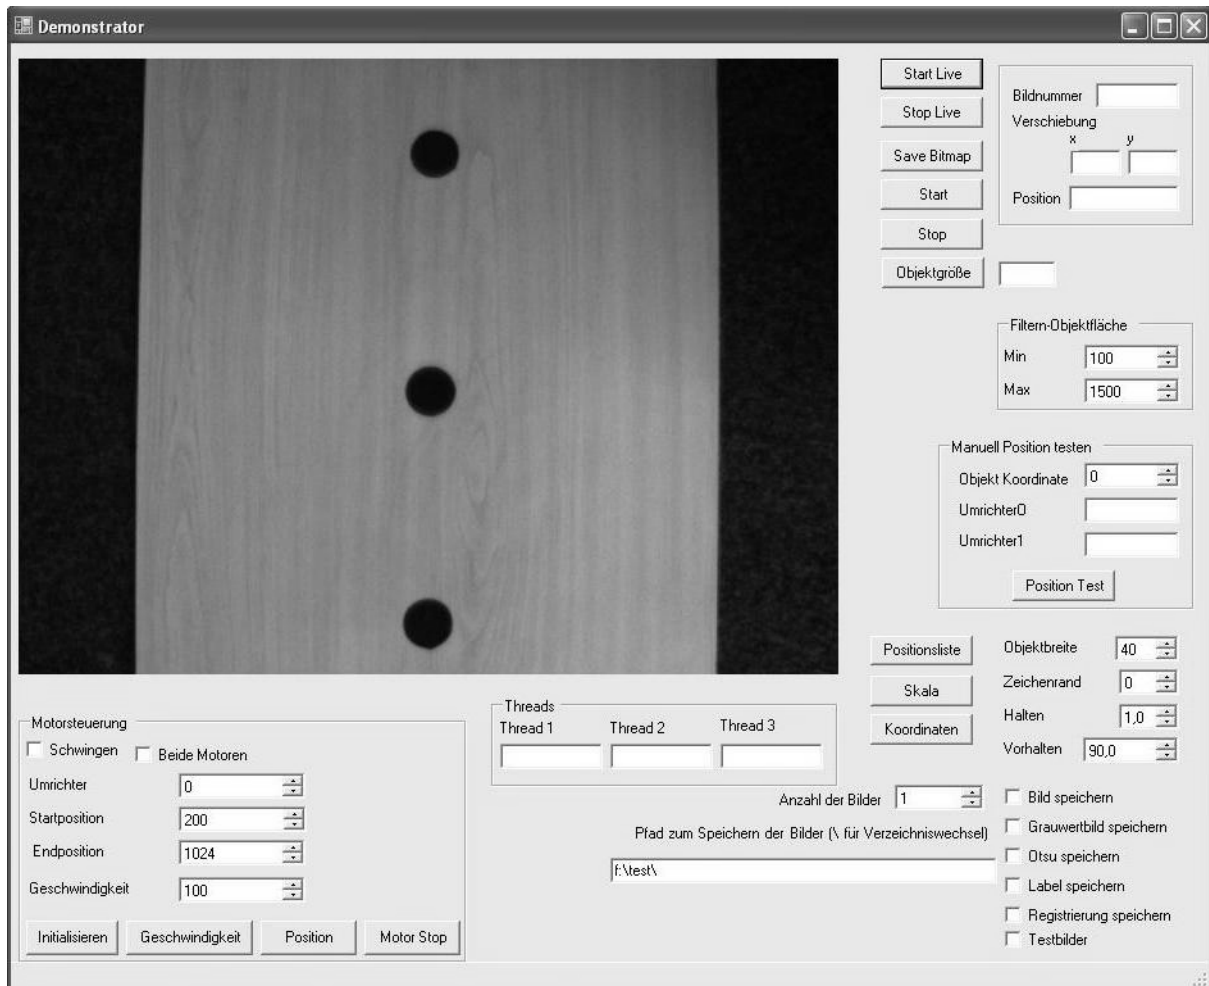 Demonstrator
Start Live
Stop Live
Save Bitmap
Start
Stop
Objektgröße
Bildnummer
Verschiebung
x y
Position
Filtern-Objektfläche
Min 100
Max 1500
Manuell Position testen
Objekt Koordinate 0
Umrichter0
Umrichter1
Position Test
Positionsliste
Skala
Koordinaten
Objektbreite 40
Zeichenrand 0
Halten 1,0
Vorhalten 90,0
Motorsteuerung
Schwingen Beide Motoren
Umrichter 0
Startposition 200
Endposition 1024
Geschwindigkeit 100
Initialisieren Geschwindigkeit Position Motor Stop
Threads
Thread 1 Thread 2 Thread 3
Anzahl der Bilder 1
Pfad zum Speichern der Bilder (\ für Verzeichniswechsel)
f:\test\
Bild speichern
Grauwertbild speichern
Otsu speichern
Label speichern
Registrierung speichern
Testbilder